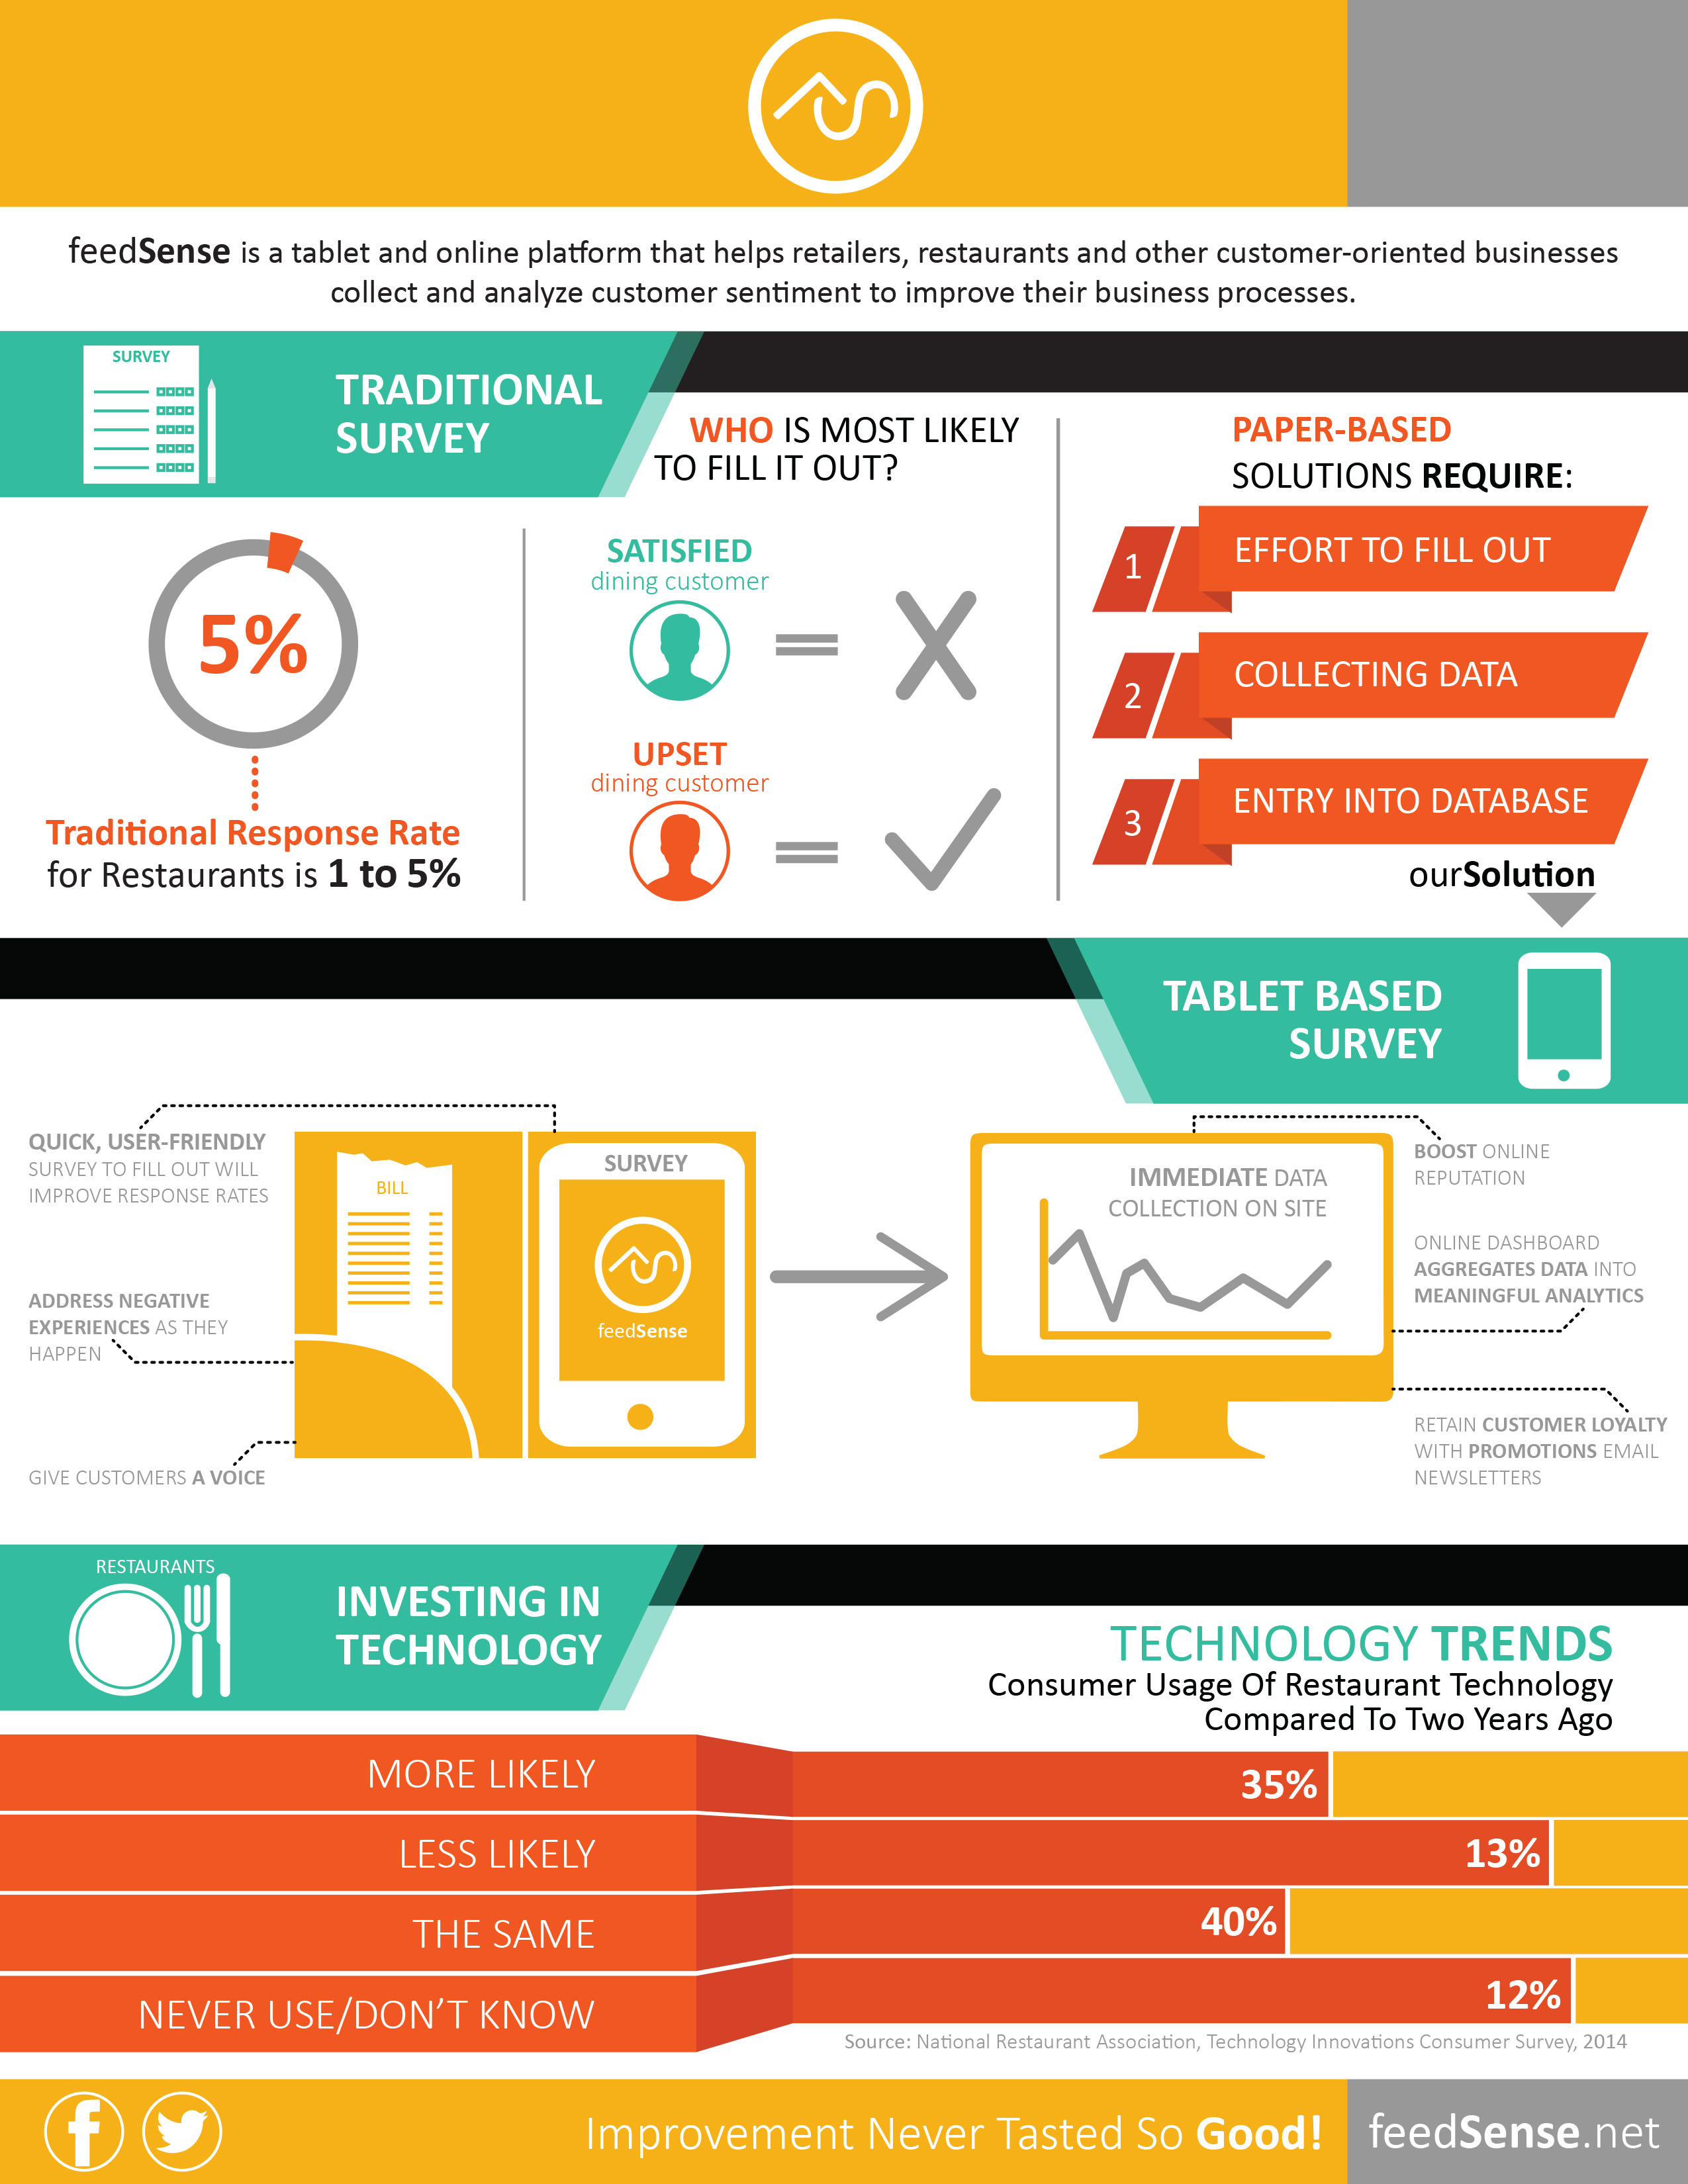 feedSense is a tablet and online platform that helps retailers, restaurants and other customer-oriented businesses
collect and analyze customer sentiment to improve their business processes.
SURVEY
TRADITIONAL
SURVEY
5%
Traditional Response Rate
for Restaurants is 1 to 5%
WHO IS MOST LIKELY
TO FILL IT OUT?
SATISFIED
dining customer
UPSET
dining customer
PAPER-BASED
SOLUTIONS REQUIRE:
1
EFFORT TO FILL OUT
2
COLLECTING DATA
3
ENTRY INTO DATABASE
ourSolution
TABLET BASED
SURVEY
QUICK, USER-FRIENDLY
SURVEY TO FILL OUT WILL
IMPROVE RESPONSE RATES
ADDRESS NEGATIVE
EXPERIENCES AS THEY
HAPPEN
GIVE CUSTOMERS A VOICE
BILL
SURVEY
feedSense
IMMEDIATE DATA
COLLECTION ON SITE
BOOST ONLINE
REPUTATION
ONLINE DASHBOARD
AGGREGATES DATA INTO
MEANINGFUL ANALYTICS
RETAIN CUSTOMER LOYALTY
WITH PROMOTIONS EMAIL
NEWSLETTERS
RESTAURANTS
INVESTING IN
TECHNOLOGY
TECHNOLOGY TRENDS
Consumer Usage Of Restaurant Technology
Compared To Two Years Ago
MORE LIKELY
35%
LESS LIKELY
13%
THE SAME
40%
NEVER USE/DON'T KNOW
12%
Source: National Restaurant Association, Technology Innovations Consumer Survey, 2014
Improvement Never Tasted So Good!
feedSense.net